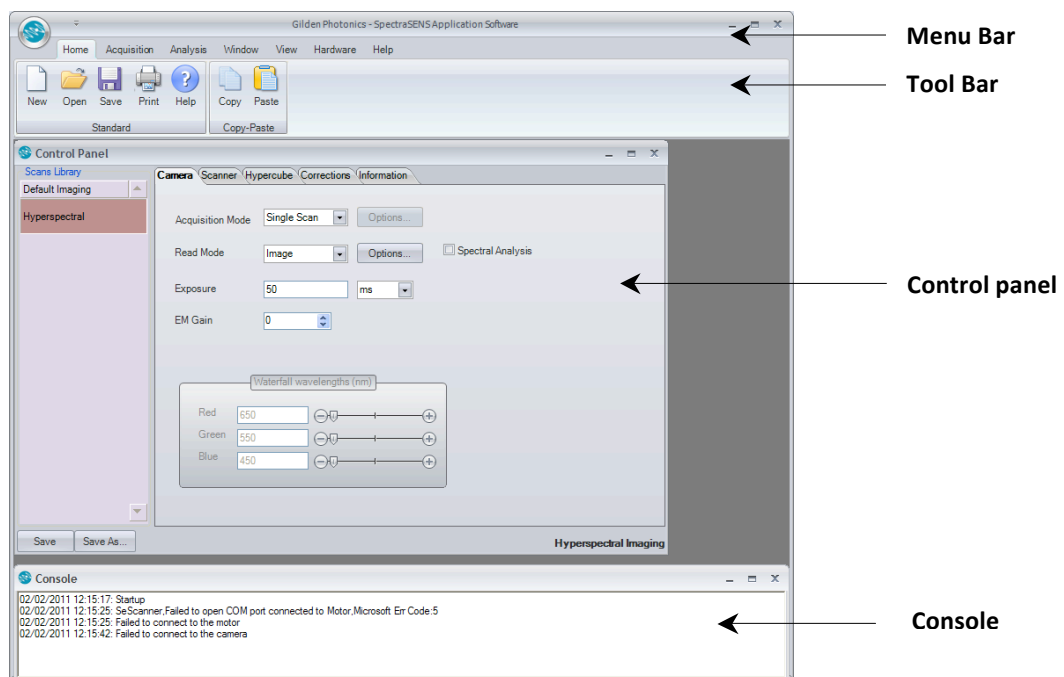 Gilden Photonics - SpectraSENS Application Software
Menu Bar
Home Acquisition Analysis Window View Hardware Help
Tool Bar
New Open Save Print Help Copy Paste
Standard Copy-Paste
Control Panel
Scans Library
Default Imaging
Hyperspectral
Camera Scanner Hypercube Corrections Information
Acquisition Mode Single Scan Options...
Read Mode Image Options... Spectral Analysis
Exposure 50 ms
EM Gain 0
Control panel
Waterfall wavelengths (nm)
Red 650
Green 550
Blue 450
Save Save As...
Hyperspectral Imaging
Console
02/02/2011 12:15:17: Startup
02/02/2011 12:15:25: SeScanner,Failed to open COM port connected to Motor,Microsoft Err Code:5
02/02/2011 12:15:25: Failed to connect to the motor
02/02/2011 12:15:42: Failed to connect to the camera
Console